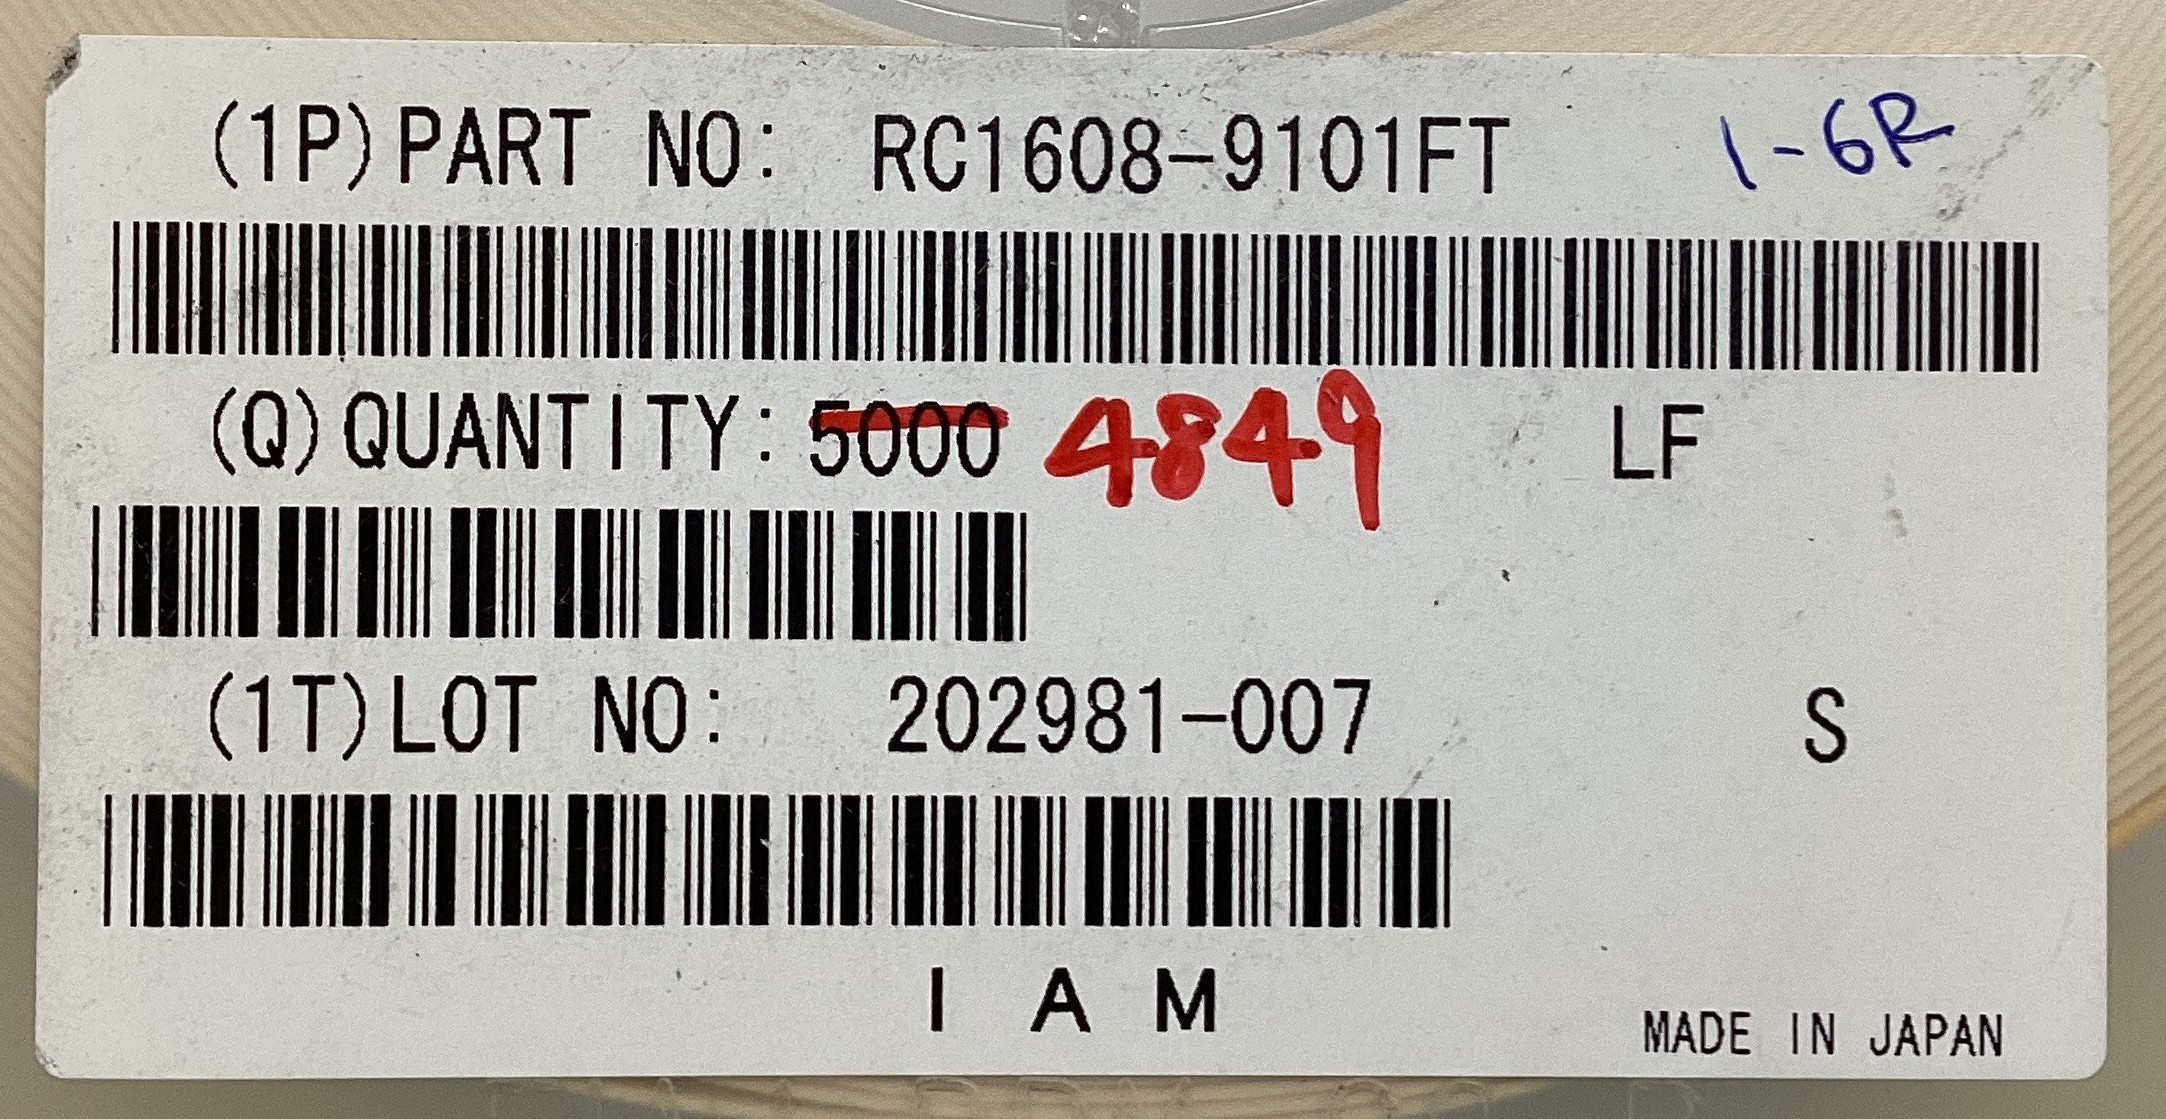 (1P)PART NO: RC1608-9101FT 1-6R
(Q)QUANTITY: 5000 4849 LF
(1T)LOT NO: 202981-007 S
I A M
MADE IN JAPAN